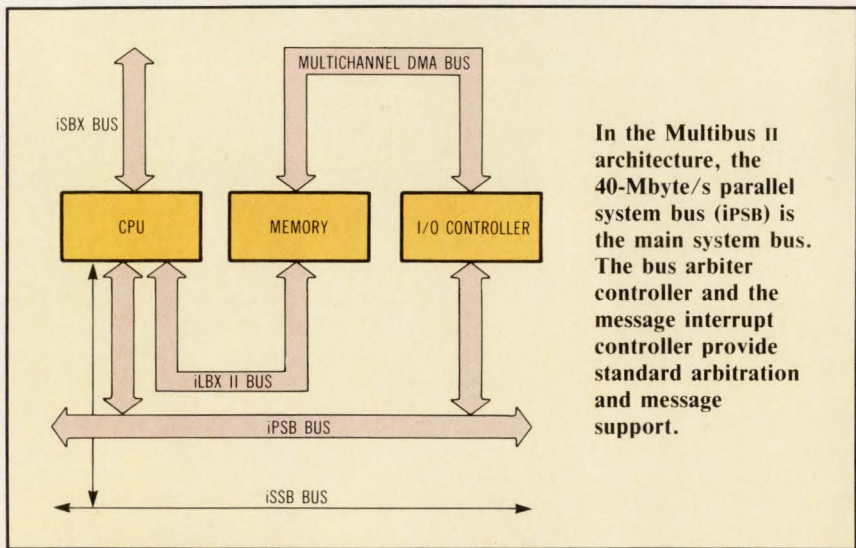 MULTICHANNEL DMA BUS
iSBX BUS
CPU
MEMORY
I/O CONTROLLER
iLBX II BUS
iPSB BUS
iSSB BUS
In the Multibus II
architecture, the
40-Mbyte/s parallel
system bus (iPSB) is
the main system bus.
The bus arbiter
controller and the
message interrupt
controller provide
standard arbitration
and message
support.